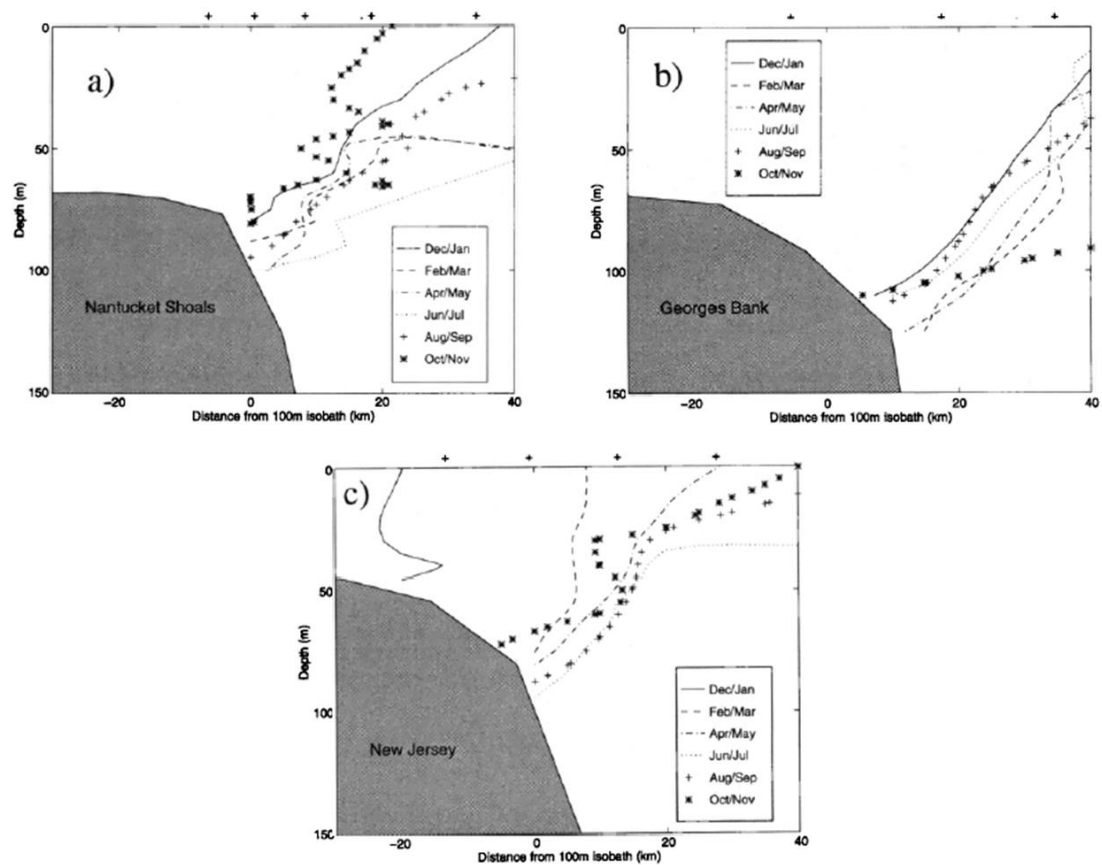 a)
0
50
100
150
Depth (m)
−20
0
20
40
Distance from 100m isobath (km)
Nantucket Shoals
Dec/Jan
Feb/Mar
Apr/May
Jun/Jul
Aug/Sep
Oct/Nov
b)
0
50
100
150
Depth (m)
−20
0
20
40
Distance from 100m isobath (km)
Georges Bank
Dec/Jan
Feb/Mar
Apr/May
Jun/Jul
Aug/Sep
Oct/Nov
c)
0
50
100
150
Depth (m)
−20
0
20
40
Distance from 100m isobath (km)
New Jersey
Dec/Jan
Feb/Mar
Apr/May
Jun/Jul
Aug/Sep
Oct/Nov